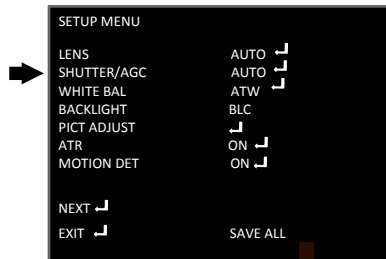 SETUP MENU
LENS AUTO ↵
SHUTTER/AGC AUTO ↵
WHITE BAL ATW ↵
BACKLIGHT BLC
PICT ADJUST ↵
ATR ON ↵
MOTION DET ON ↵
NEXT ↵
EXIT ↵ SAVE ALL